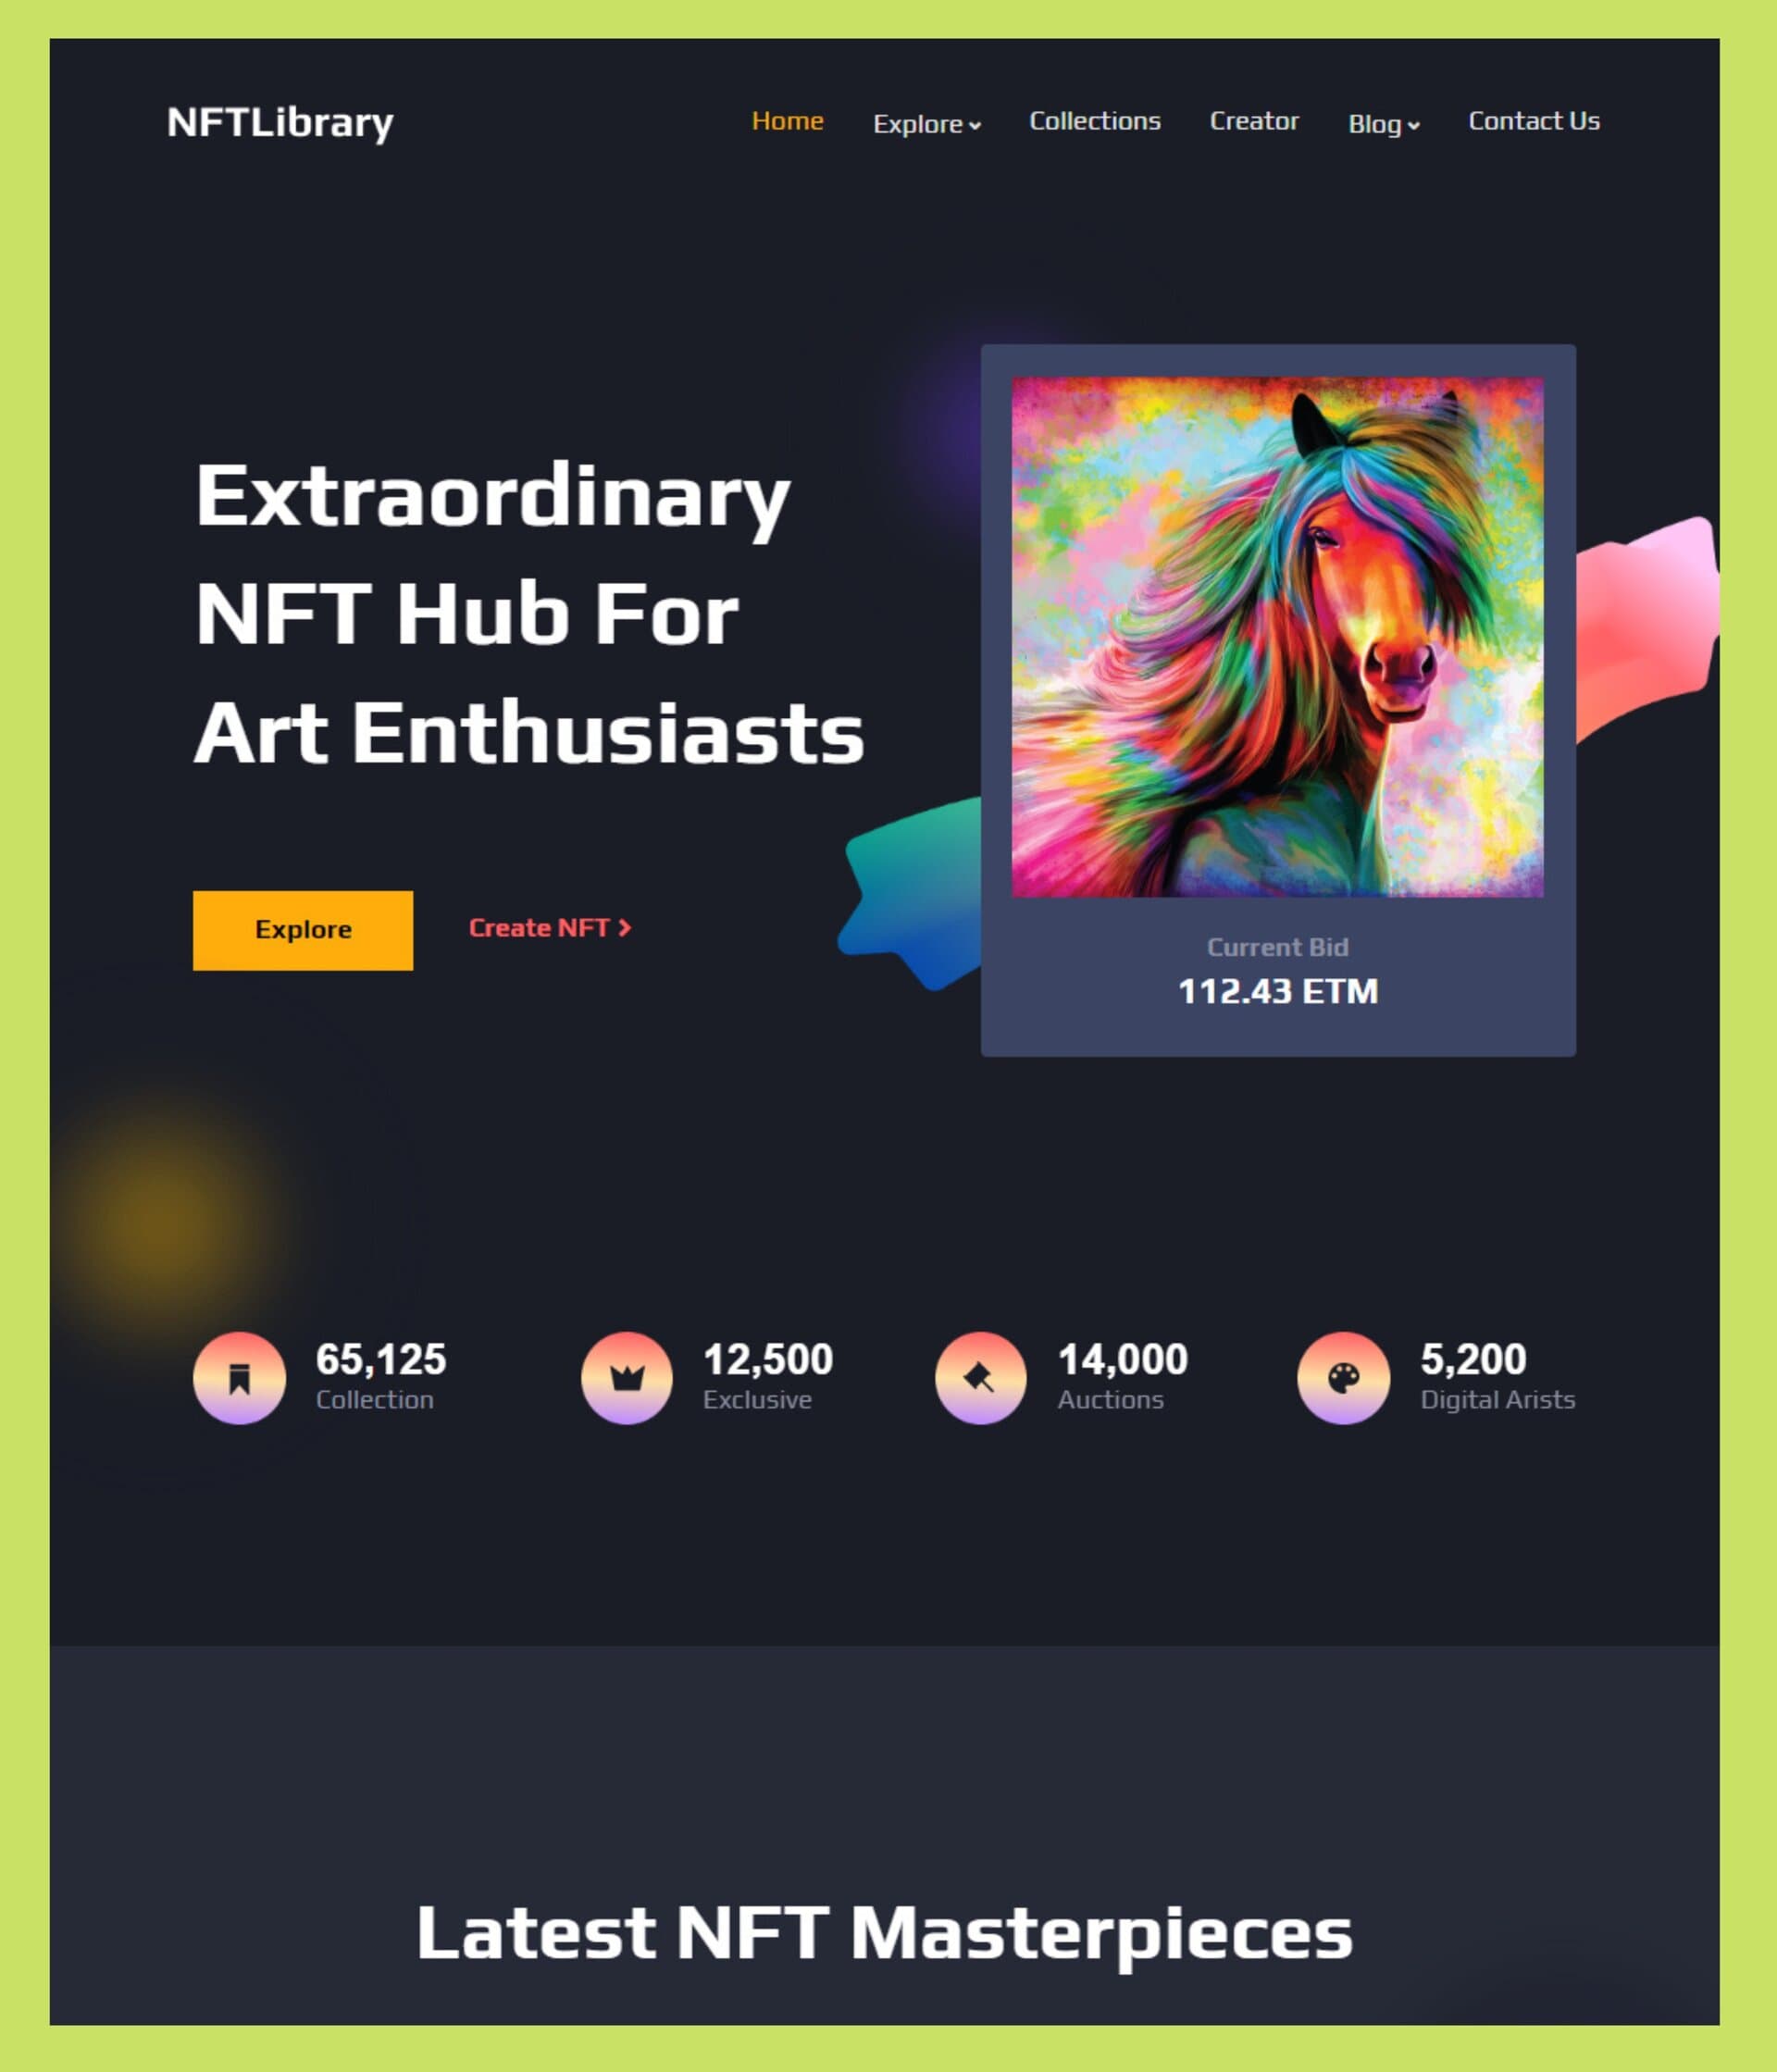 NFTLibrary
Home Explore Collections Creator Blog Contact Us
Extraordinary
NFT Hub For
Art Enthusiasts
Explore
Create NFT
Current Bid
112.43 ETM
65,125
Collection
12,500
Exclusive
14,000
Auctions
5,200
Digital Arists
Latest NFT Masterpieces